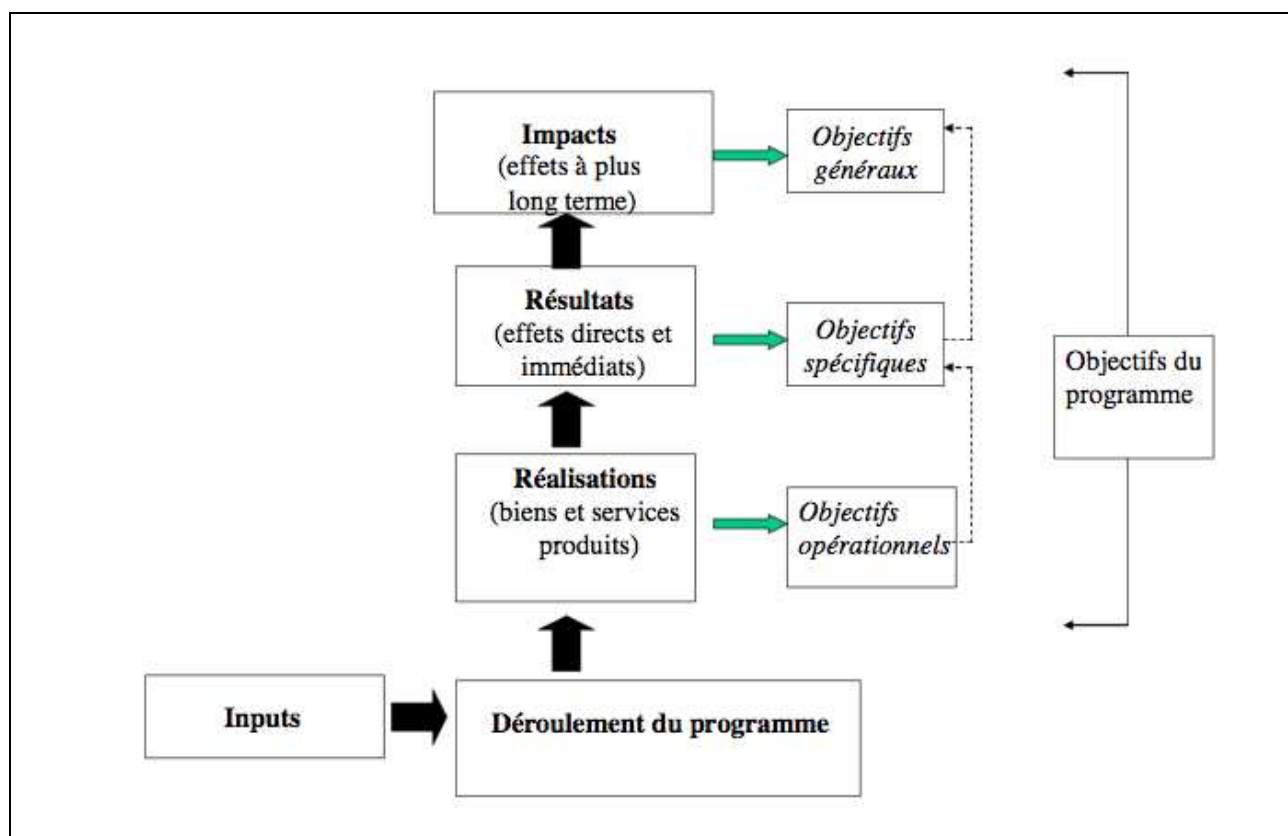 Impacts
(effets à plus
long terme)
Objectifs
généraux
Résultats
(effets directs et
immédiats)
Objectifs
spécifiques
Objectifs du
programme
Réalisations
(biens et services
produits)
Objectifs
opérationnels
Inputs
Déroulement du programme